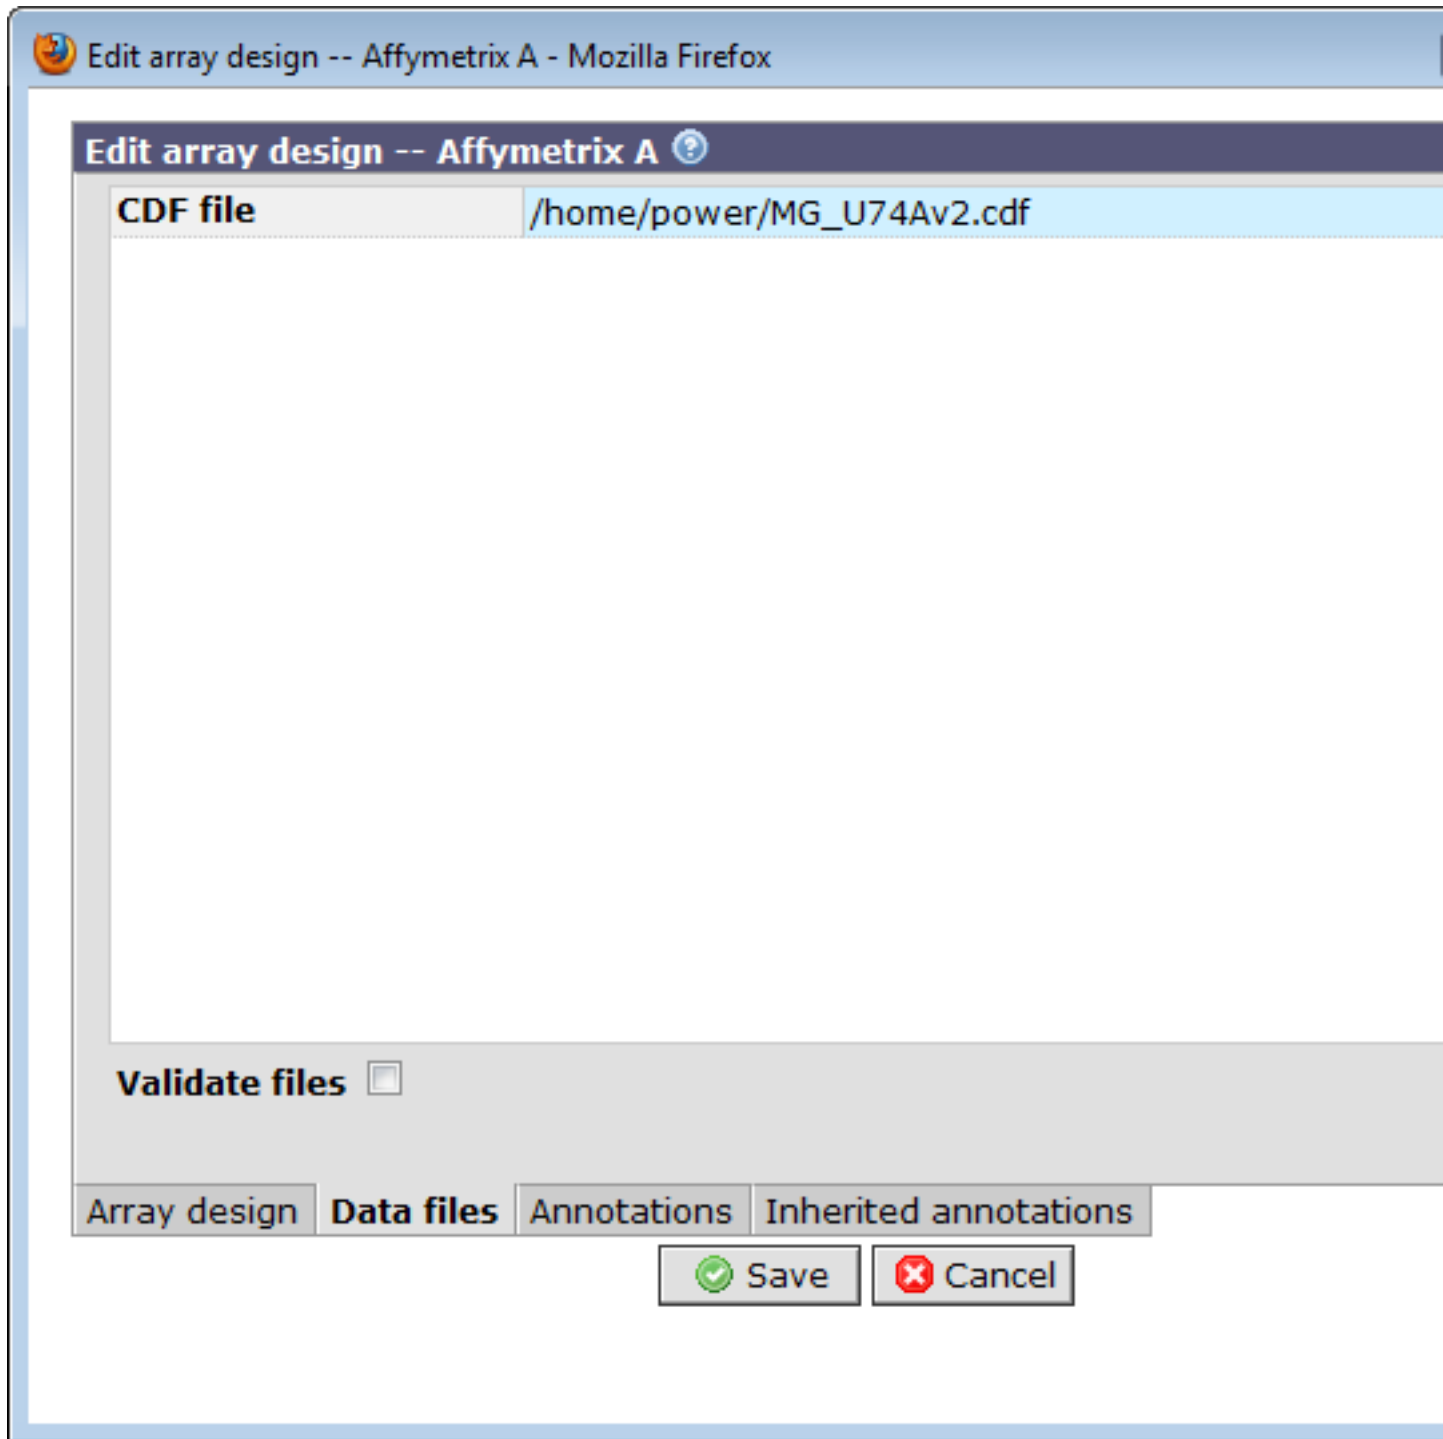 Edit array design -- Affymetrix A - Mozilla Firefox
Edit array design -- Affymetrix A
CDF file /home/power/MG_U74Av2.cdf
Validate files
Array design Data files Annotations Inherited annotations
Save Cancel